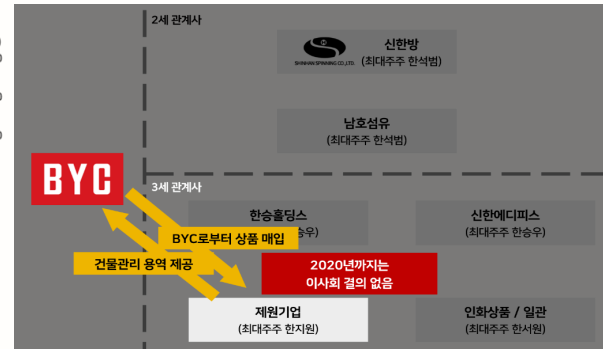 2세 관계사
신한방
SHINHAN SPINNING CO.,LTD.
(최대주주 한석범)
남호섬유
(최대주주 한석범)
BYC
3세 관계사
한승홀딩스
승우)
신한에디피스
(최대주주 한승우)
BYC로부터 상품 매입
건물관리 용역 제공
2020년까지는
이사회 결의 없음
제원기업
(최대주주 한지원)
인화상품 / 일관
(최대주주 한서원)